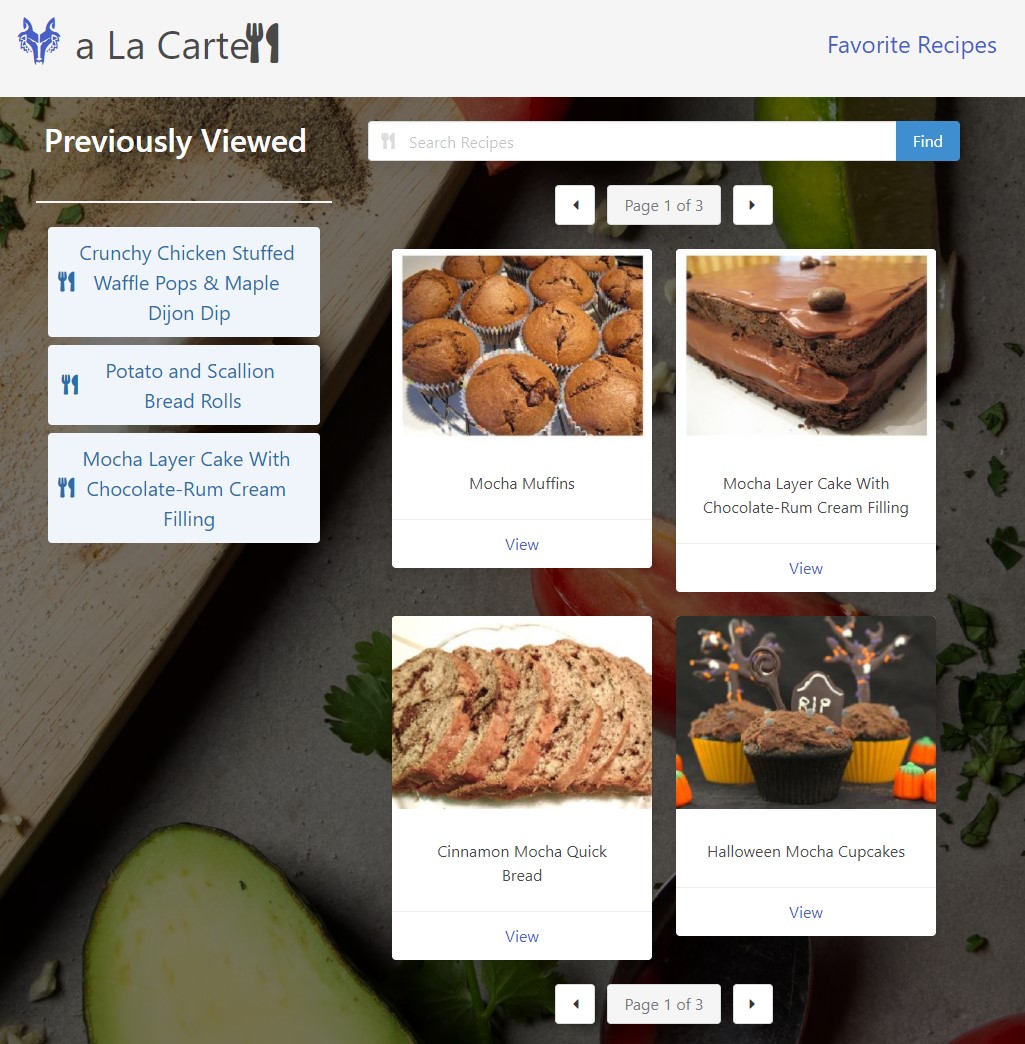 a La Carte
Favorite Recipes
Previously Viewed
Search Recipes
Find
Page 1 of 3
Crunchy Chicken Stuffed
Waffle Pops & Maple
Dijon Dip
Potato and Scallion
Bread Rolls
Mocha Layer Cake With
Chocolate-Rum Cream
Filling
Mocha Muffins
View
Mocha Layer Cake With
Chocolate-Rum Cream Filling
View
RIP
Cinnamon Mocha Quick
Bread
View
Halloween Mocha Cupcakes
View
Page 1 of 3